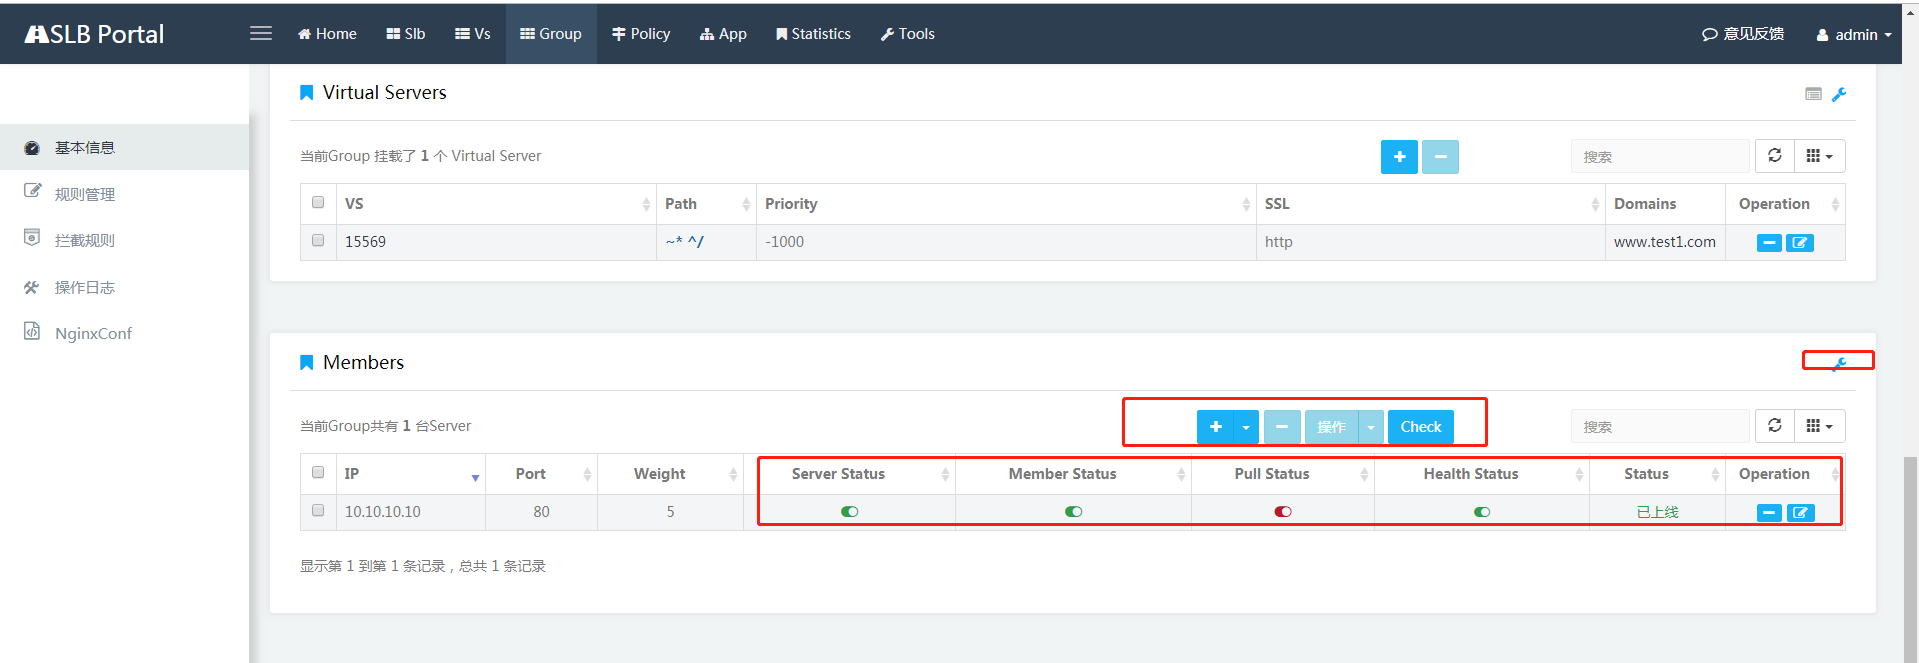 SLB Portal
Home Slb Vs Group Policy App Statistics Tools 意见反馈 admin
基本信息
规则管理
拦截规则
操作日志
NginxConf
Virtual Servers
当前Group 挂载了 1 个 Virtual Server 搜索
VS Path Priority SSL Domains Operation
15569 ~* ^/ -1000 http www.test1.com
Members
当前Group共有 1 台Server 操作 Check 搜索
IP Port Weight Server Status Member Status Pull Status Health Status Status Operation
10.10.10.10 80 5 已上线
显示第 1 到第 1 条记录，总共 1 条记录